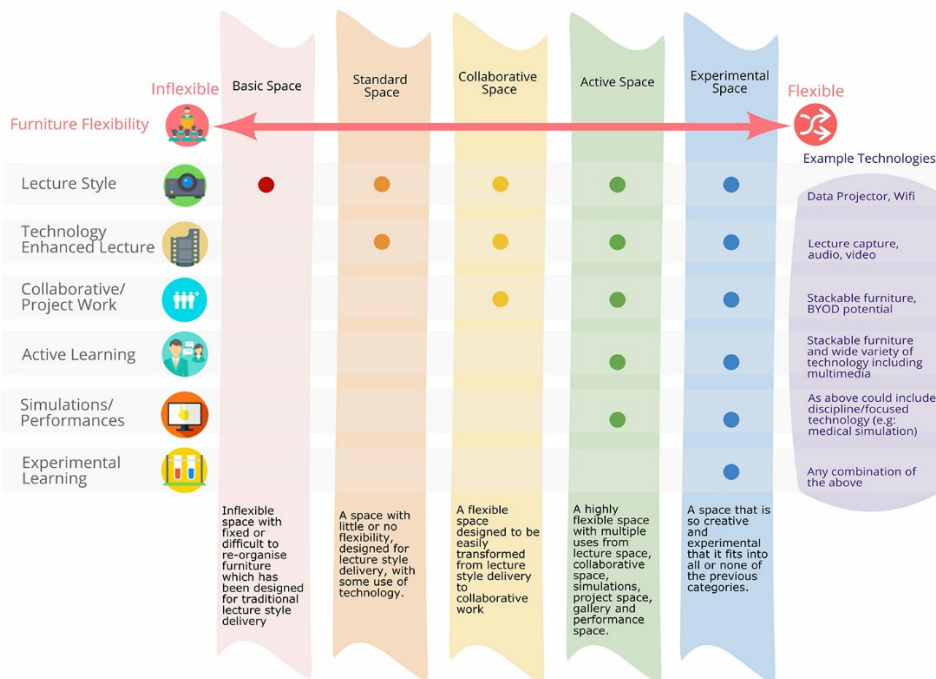 Basic Space
Standard
Space
Collaborative
Space
Active Space
Experimental
Space
Inflexible
Flexible
Furniture Flexibility
Example Technologies
Lecture Style
Data Projector, Wifi
Technology
Enhanced Lecture
Lecture capture,
audio, video
Collaborative/
Project Work
Stackable furniture,
BYOD potential
Active Learning
Stackable furniture
and wide variety of
technology including
multimedia
Simulations/
Performances
As above could include
discipline/focused
technology (e.g:
medical simulation)
Experimental
Learning
Any combination of
the above
Inflexible
space with
fixed or
difficult to
re-organise
furniture
which has
been designed
for traditional
lecture style
delivery
A space with
little or no
flexibility,
designed for
lecture style
delivery, with
some use of
technology.
A flexible
space
designed to be
easily
transformed
from lecture
style delivery
to
collaborative
work
A highly
flexible space
with multiple
uses from
lecture space,
collaborative
space,
simulations,
project space,
gallery and
performance
space.
A space that is
so creative
and
experimental
that it fits into
all or none of
the previous
categories.